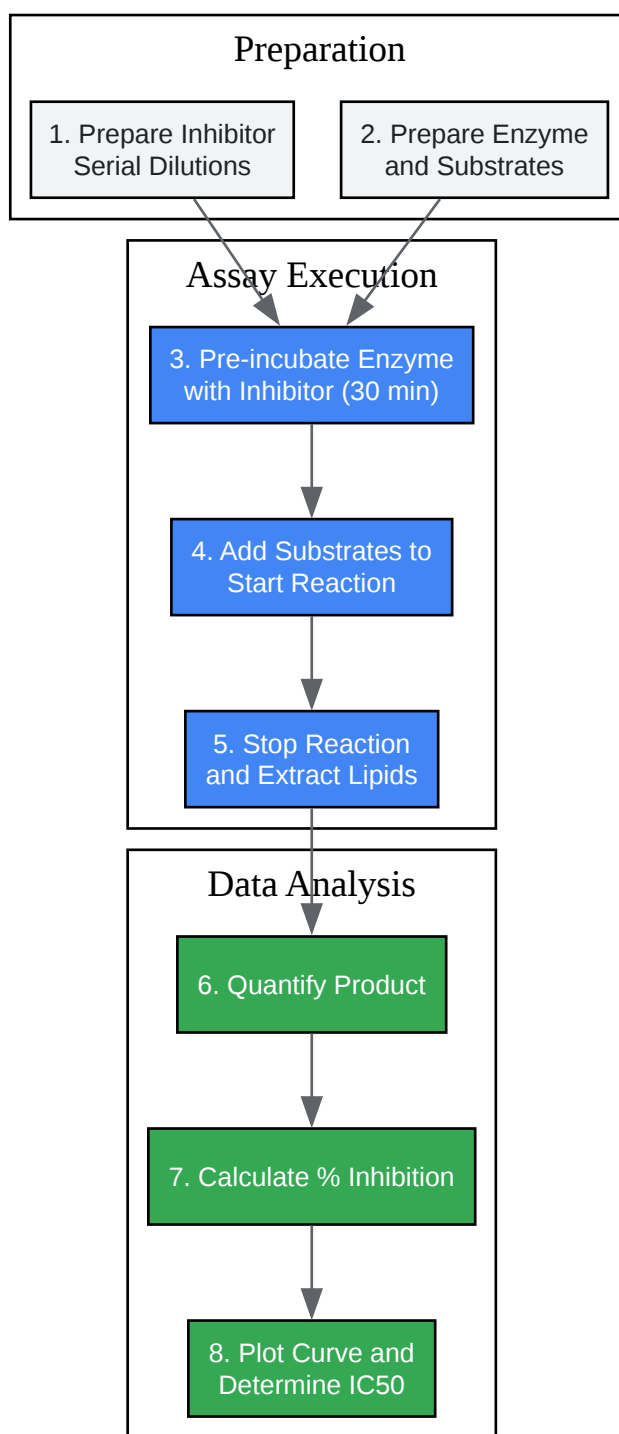 Preparation
1. Prepare Inhibitor
Serial Dilutions
2. Prepare Enzyme
and Substrates
Assay Execution
3. Pre-incubate Enzyme
with Inhibitor (30 min)
4. Add Substrates to
Start Reaction
5. Stop Reaction
and Extract Lipids
Data Analysis
6. Quantify Product
7. Calculate % Inhibition
8. Plot Curve and
Determine IC50